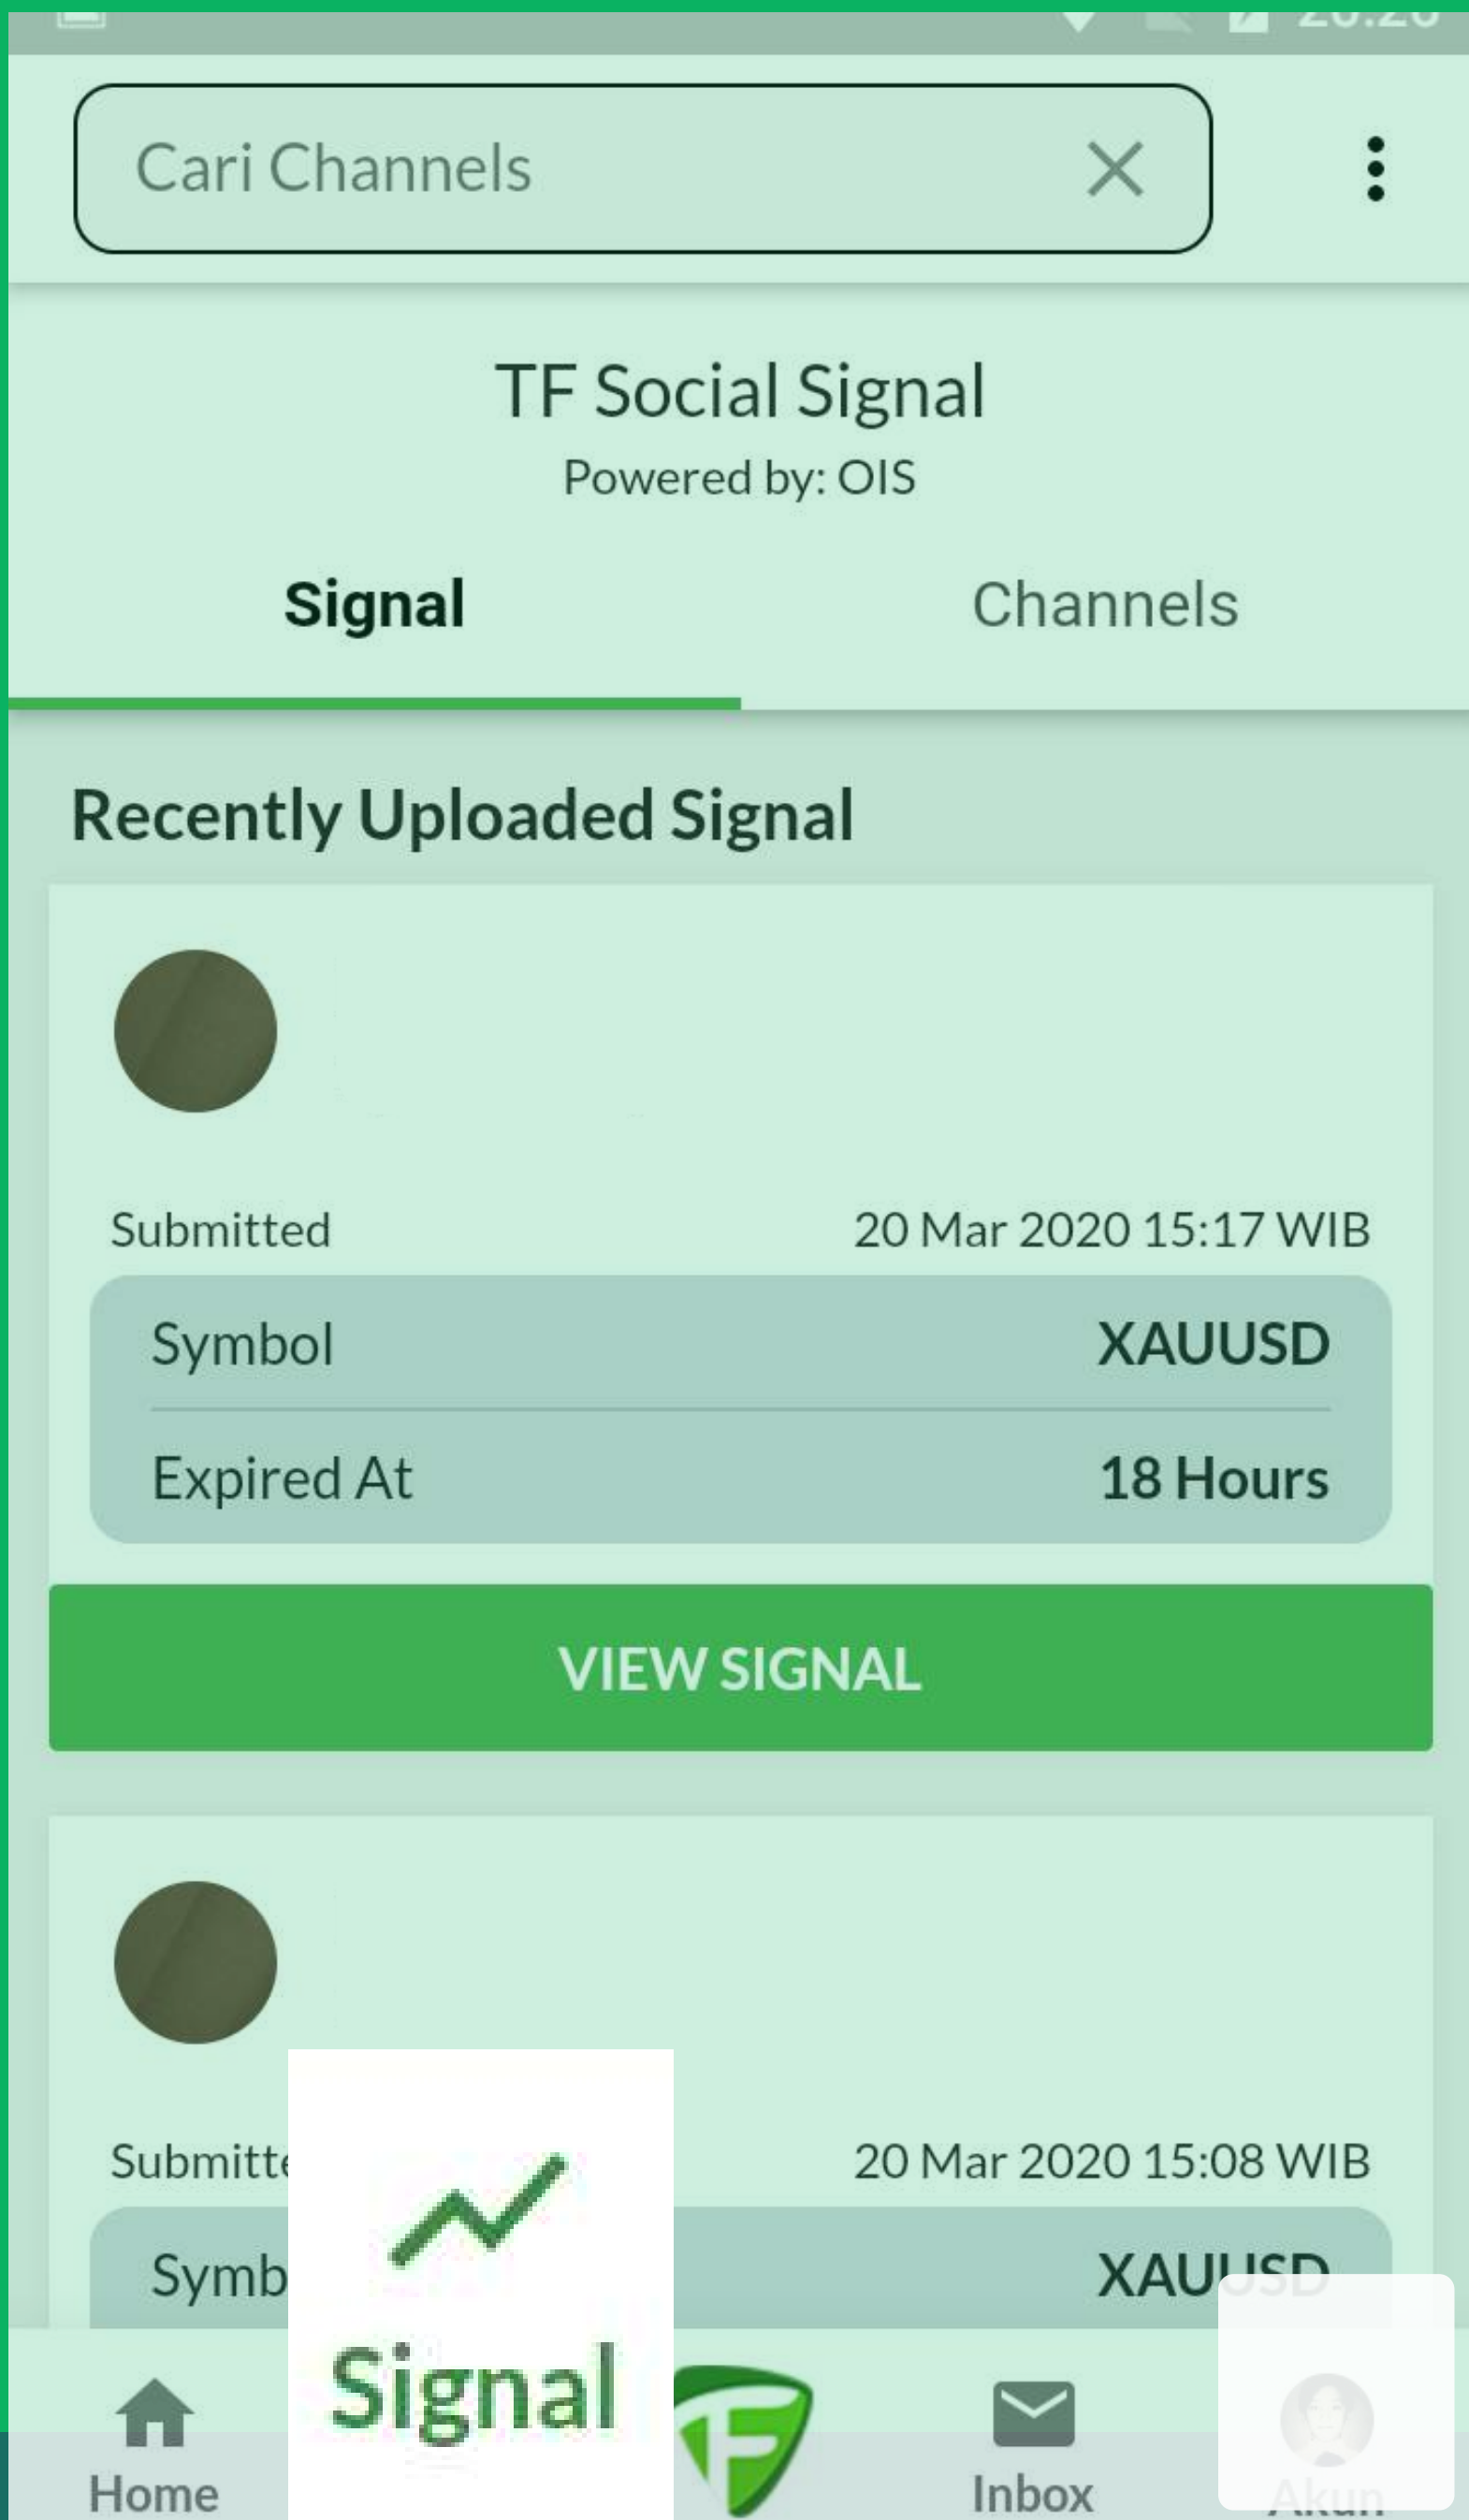 Cari Channels
TF Social Signal
Powered by: OIS
Signal
Channels
Recently Uploaded Signal
Submitted
20 Mar 2020 15:17 WIB
Symbol
XAUUSD
Expired At
18 Hours
VIEW SIGNAL
20 Mar 2020 15:08 WIB
XAUUSD
Home
Signal
Inbox
Akun